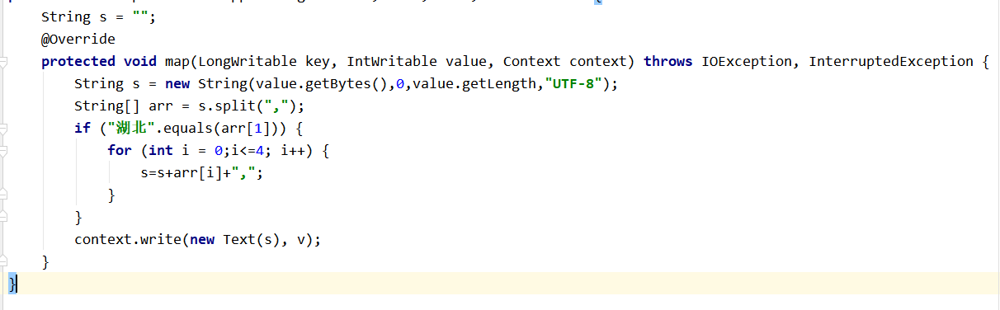 String s = "";
@Override
protected void map(LongWritable key, IntWritable value, Context context) throws IOException, InterruptedException {
String s = new String(value.getBytes(),0,value.getLength,"UTF-8");
String[] arr = s.split(",");
if ("湖北".equals(arr[1])) {
for (int i = 0;i<=4; i++) {
s=s+arr[i]+",";
}
}
context.write(new Text(s), v);
}
}